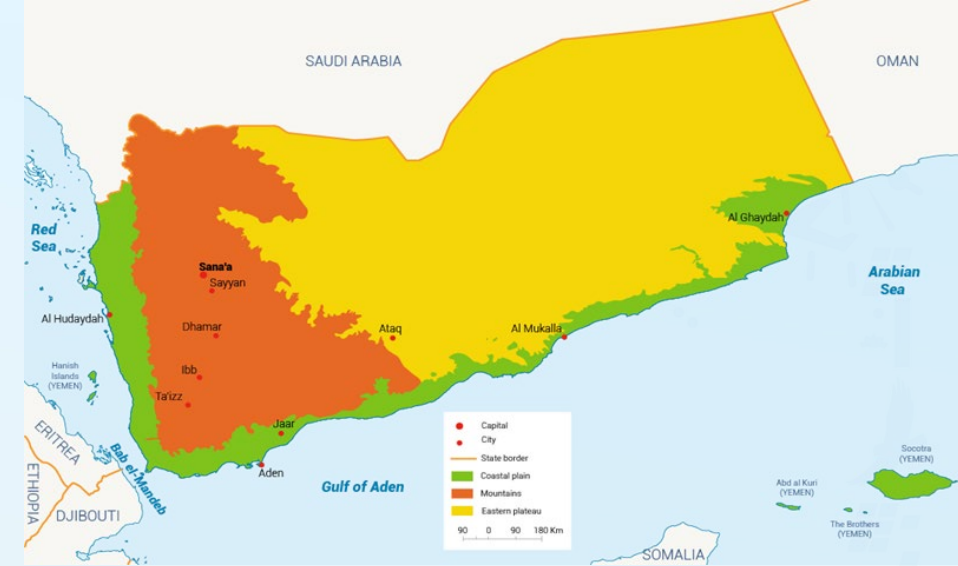 SAUDI ARABIA
OMAN
Red
Sea
Al Ghaydah
Sana'a
Sayyan
Arabian
Sea
Al Hudaydah
Dhamar
Ataq
Al Mukalla
Hanish
Islands
(YEMEN)
Ibb
Ta'izz
Jaar
ERITREA
Bab el-Mandeb
Aden
Gulf of Aden
ETHIOPIA
DJIBOUTI
Capital
City
State border
Coastal plain
Mountains
Eastern plateau
90 0 90 180 Km
Socotra
(YEMEN)
Abd al Kuri
(YEMEN)
The Brothers
(YEMEN)
SOMALIA